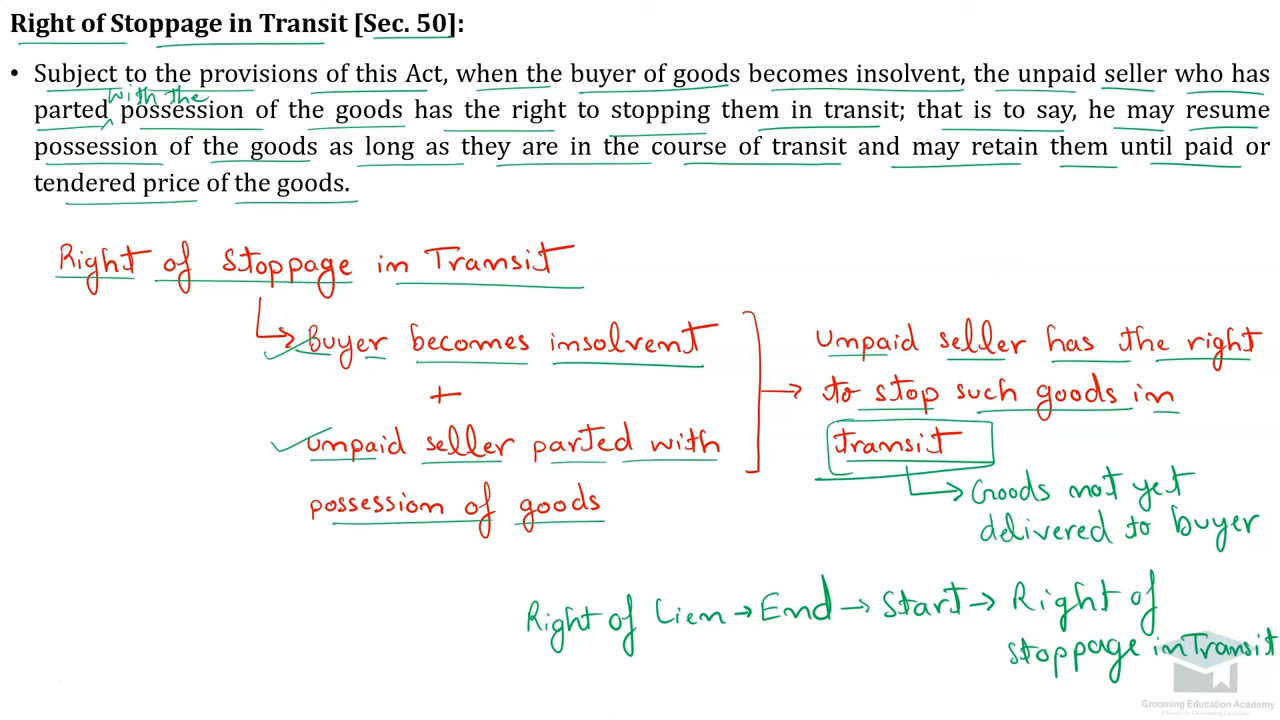 Right of Stoppage in Transit [Sec. 50]:
• Subject to the provisions of this Act, when the buyer of goods becomes insolvent, the unpaid seller who has
with the
parted possession of the goods has the right to stopping them in transit; that is to say, he may resume
possession of the goods as long as they are in the course of transit and may retain them until paid or
tendered price of the goods.
Right of Stoppage in Transit
Buyer becomes insolvent
+
Unpaid seller parted with
possession of goods
Unpaid seller has the right
to stop such goods in
transit
Goods not yet
delivered to buyer
Right of Lien → End → Start → Right of
stoppage in Transit
Grooming Education Academy